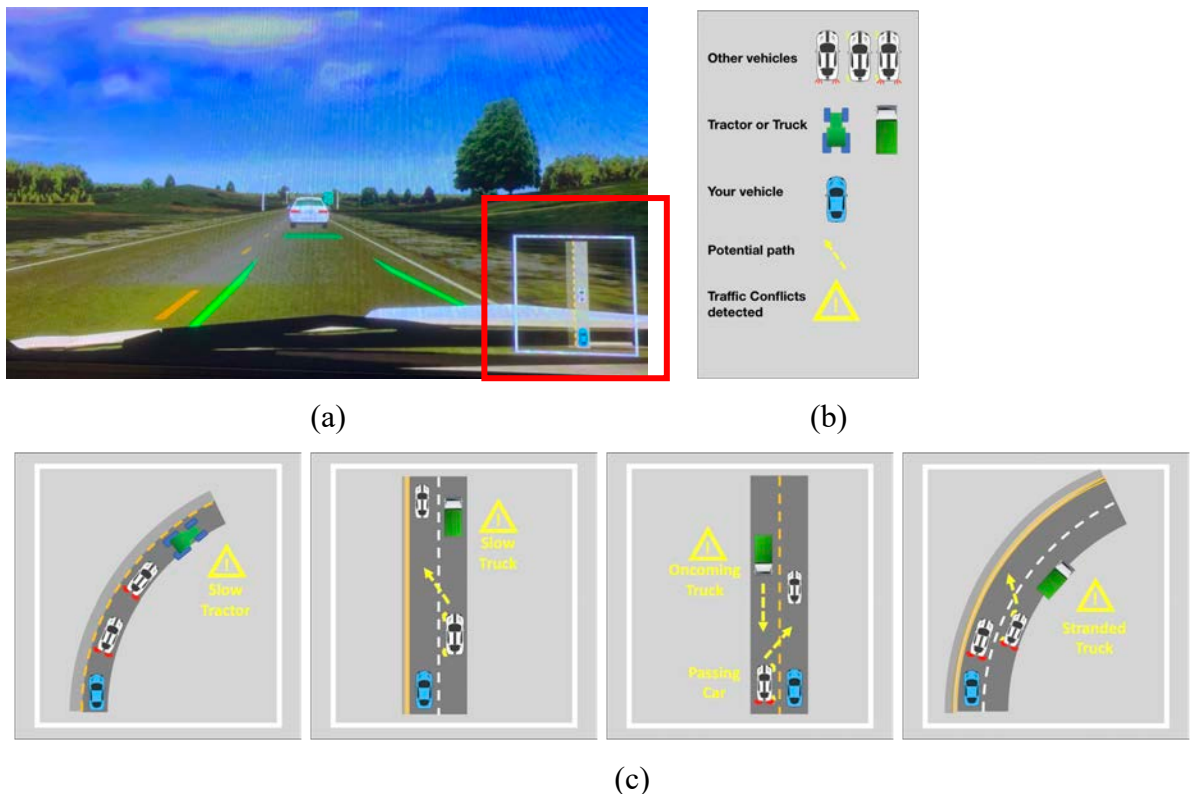 Other vehicles
Tractor or Truck
Your vehicle
Potential path
Traffic Conflicts
detected
(a)
(b)
Slow
Tractor
Slow
Truck
Oncoming
Truck
Passing
Car
Stranded
Truck
(c)